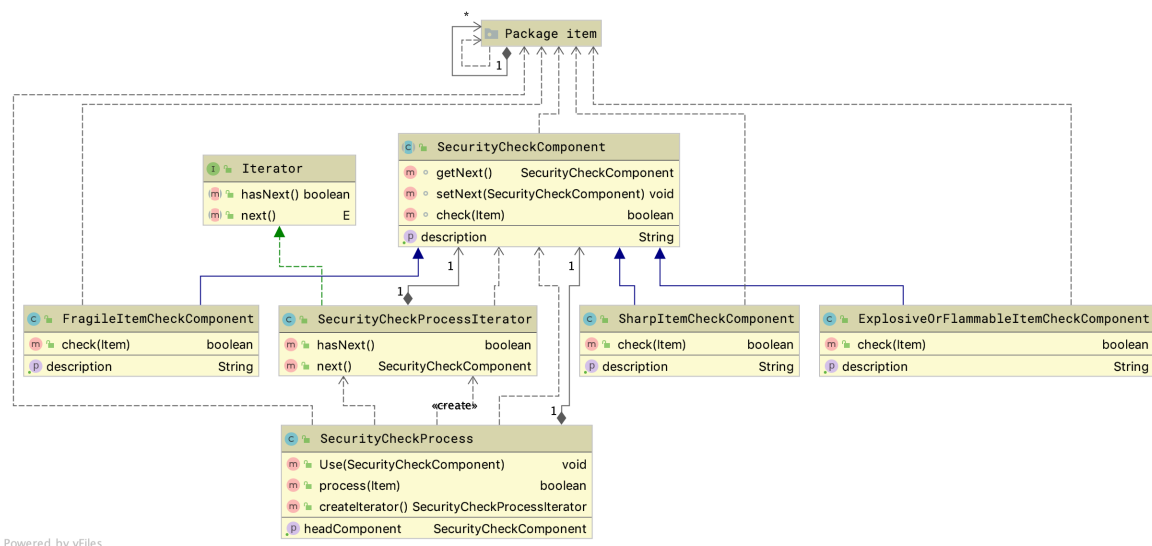 *
Package item
1
SecurityCheckComponent
getNext() SecurityCheckComponent
setNext(SecurityCheckComponent) void
check(Item) boolean
description String
Iterator
hasNext() boolean
next() E
1
1
1
FragileItemCheckComponent
check(Item) boolean
description String
SecurityCheckProcessIterator
hasNext() boolean
next() SecurityCheckComponent
SharpItemCheckComponent
check(Item) boolean
description String
ExplosiveOrFlammableItemCheckComponent
check(Item) boolean
description String
«create»
1
SecurityCheckProcess
Use(SecurityCheckComponent) void
process(Item) boolean
createIterator() SecurityCheckProcessIterator
headComponent SecurityCheckComponent
Powered by yFiles